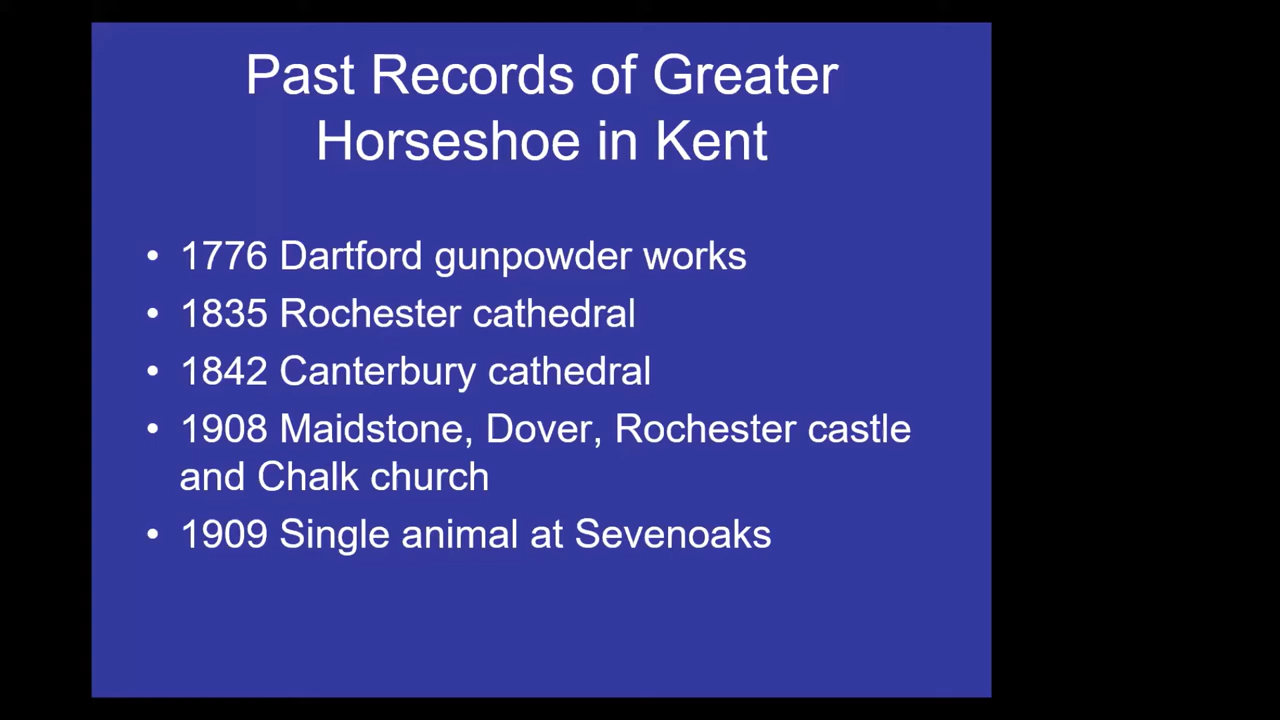 Past Records of Greater
Horseshoe in Kent
• 1776 Dartford gunpowder works
• 1835 Rochester cathedral
• 1842 Canterbury cathedral
• 1908 Maidstone, Dover, Rochester castle
and Chalk church
• 1909 Single animal at Sevenoaks